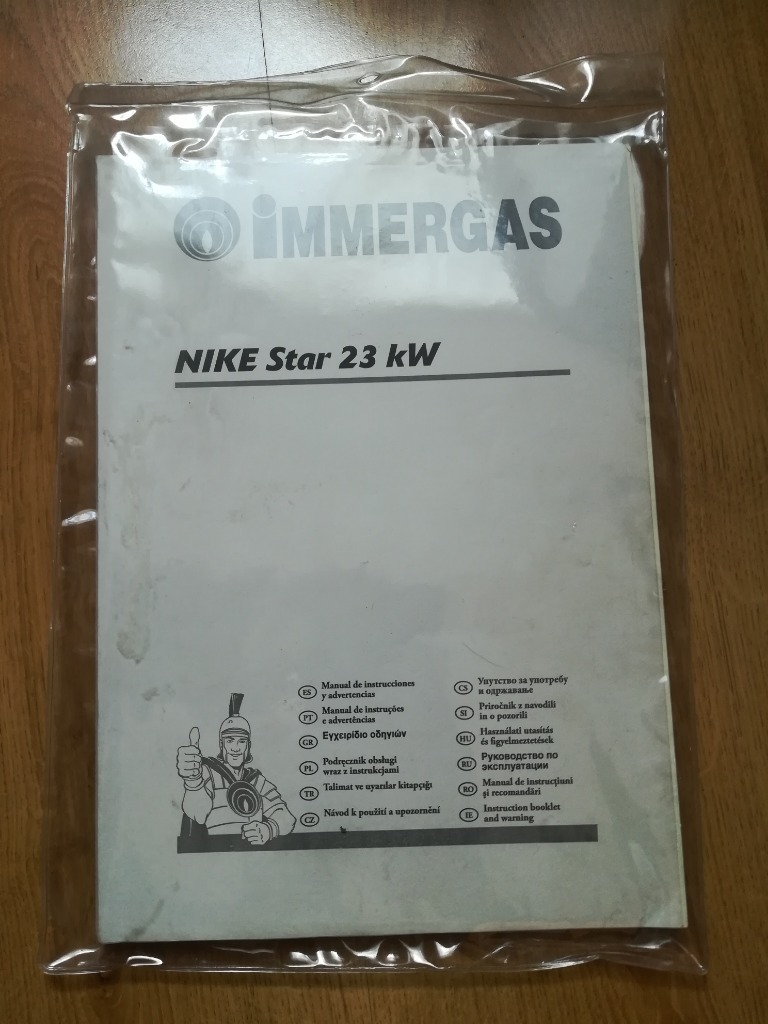 iMMERGAS
NIKE Star 23 kW
ES Manual de instrucciones
y advertencias
PT Manual de instruções
e advertências
GR Εγχειρίδιο οδηγιών
PL Podręcznik obsługi
wraz z instrukcjami
TR Talimat ve uyarılar kitapçığı
CZ Návod k použití a upozornění
CS Упутство за употребу
и одржавање
SI Priročnik z navodili
in o pozorili
HU Használati utasítás
és figyelmeztetések
RU Руководство по
эксплуатации
RO Manual de instrucţiuni
şi recomandări
IE Instruction booklet
and warning